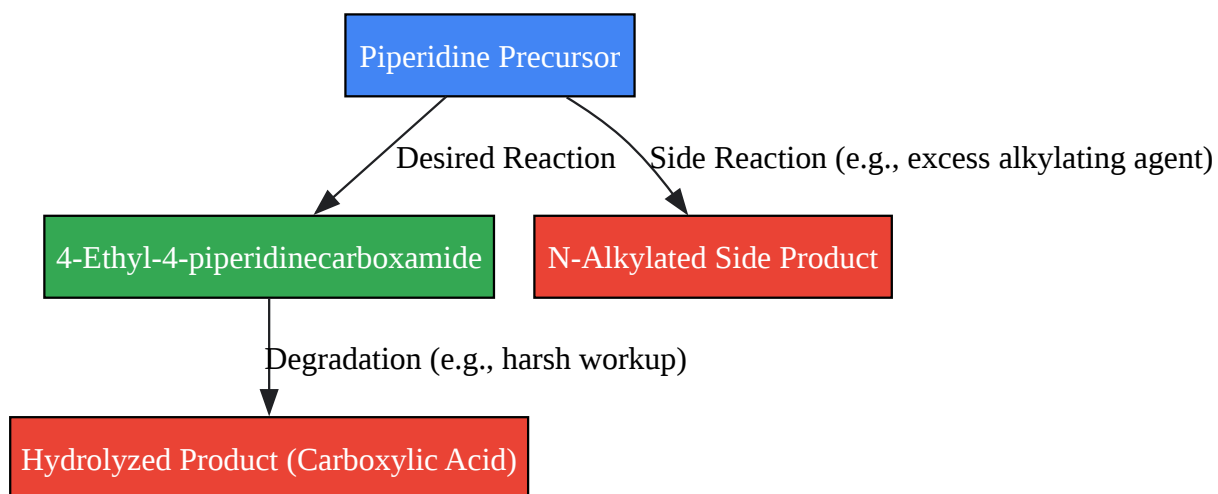 Piperidine Precursor
Desired Reaction
Side Reaction (e.g., excess alkylating agent)
4-Ethyl-4-piperidinecarboxamide
N-Alkylated Side Product
Degradation (e.g., harsh workup)
Hydrolyzed Product (Carboxylic Acid)